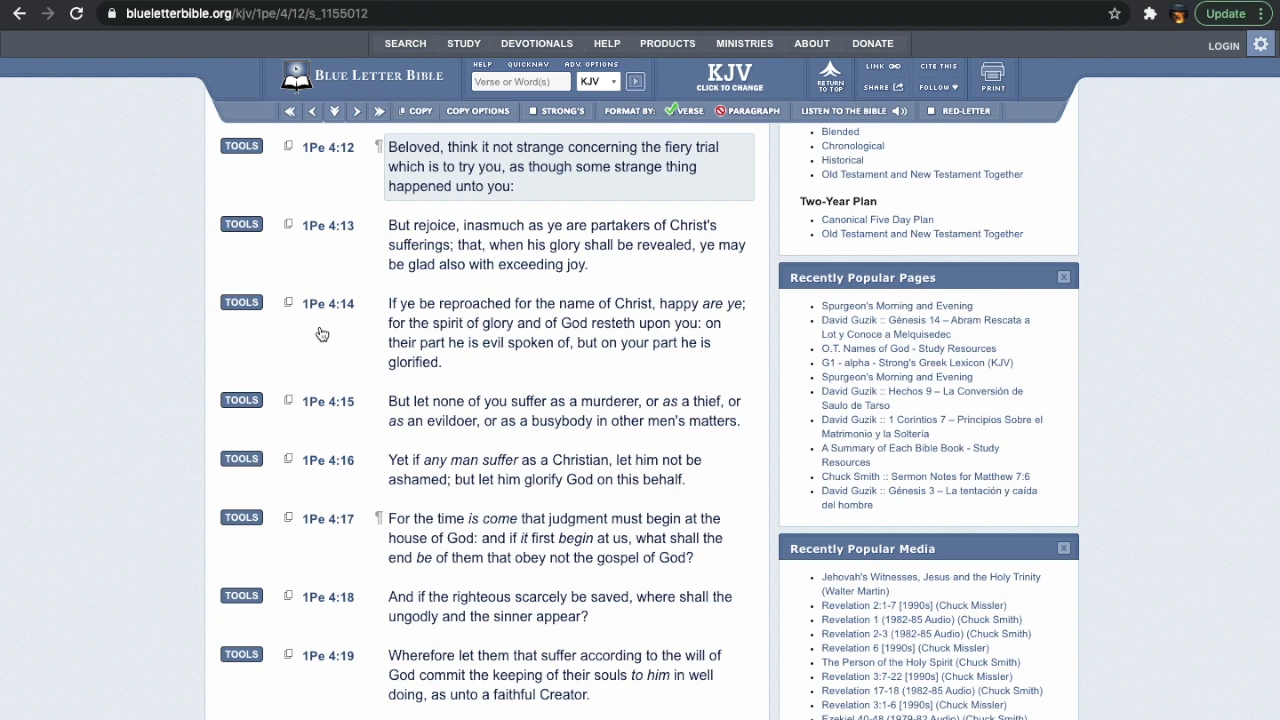 blueletterbible.org/kjv/1pe/4/12/s_1155012
Update
SEARCH STUDY DEVOTIONALS HELP PRODUCTS MINISTRIES ABOUT DONATE
LOGIN
BLUE LETTER BIBLE
HELP QUICKNAV ADV. OPTIONS
Verse or Word(s) KJV
KJV
CLICK TO CHANGE
RETURN
TO TOP
LINK CITE THIS
SHARE FOLLOW
PRINT
COPY COPY OPTIONS STRONG'S FORMAT BY: VERSE PARAGRAPH LISTEN TO THE BIBLE RED-LETTER
TOOLS 1Pe 4:12 ¶ Beloved, think it not strange concerning the fiery trial
which is to try you, as though some strange thing
happened unto you:
TOOLS 1Pe 4:13 But rejoice, inasmuch as ye are partakers of Christ's
sufferings; that, when his glory shall be revealed, ye may
be glad also with exceeding joy.
TOOLS 1Pe 4:14 If ye be reproached for the name of Christ, happy are ye;
for the spirit of glory and of God resteth upon you: on
their part he is evil spoken of, but on your part he is
glorified.
TOOLS 1Pe 4:15 But let none of you suffer as a murderer, or as a thief, or
as an evildoer, or as a busybody in other men's matters.
TOOLS 1Pe 4:16 Yet if any man suffer as a Christian, let him not be
ashamed; but let him glorify God on this behalf.
TOOLS 1Pe 4:17 ¶ For the time is come that judgment must begin at the
house of God: and if it first begin at us, what shall the
end be of them that obey not the gospel of God?
TOOLS 1Pe 4:18 And if the righteous scarcely be saved, where shall the
ungodly and the sinner appear?
TOOLS 1Pe 4:19 Wherefore let them that suffer according to the will of
God commit the keeping of their souls to him in well
doing, as unto a faithful Creator.
Blended
Chronological
Historical
Old Testament and New Testament Together
Two-Year Plan
Canonical Five Day Plan
Old Testament and New Testament Together
Recently Popular Pages
Spurgeon's Morning and Evening
David Guzik :: Génesis 14 – Abram Rescata a
Lot y Conoce a Melquisedec
O.T. Names of God - Study Resources
G1 - alpha - Strong's Greek Lexicon (KJV)
Spurgeon's Morning and Evening
David Guzik :: Hechos 9 – La Conversión de
Saulo de Tarso
David Guzik :: 1 Corintios 7 – Principios Sobre el
Matrimonio y la Soltería
A Summary of Each Bible Book - Study
Resources
Chuck Smith :: Sermon Notes for Matthew 7:6
David Guzik :: Génesis 3 – La tentación y caída
del hombre
Recently Popular Media
Jehovah's Witnesses, Jesus and the Holy Trinity
(Walter Martin)
Revelation 2:1-7 [1990s] (Chuck Missler)
Revelation 1 (1982-85 Audio) (Chuck Smith)
Revelation 2-3 (1982-85 Audio) (Chuck Smith)
Revelation 6 [1990s] (Chuck Missler)
The Person of the Holy Spirit (Chuck Smith)
Revelation 3:7-22 [1990s] (Chuck Missler)
Revelation 17-18 (1982-85 Audio) (Chuck Smith)
Revelation 3:1-6 [1990s] (Chuck Missler)
Ezekiel 40-48 (1979-82 Audio) (Chuck Smith)